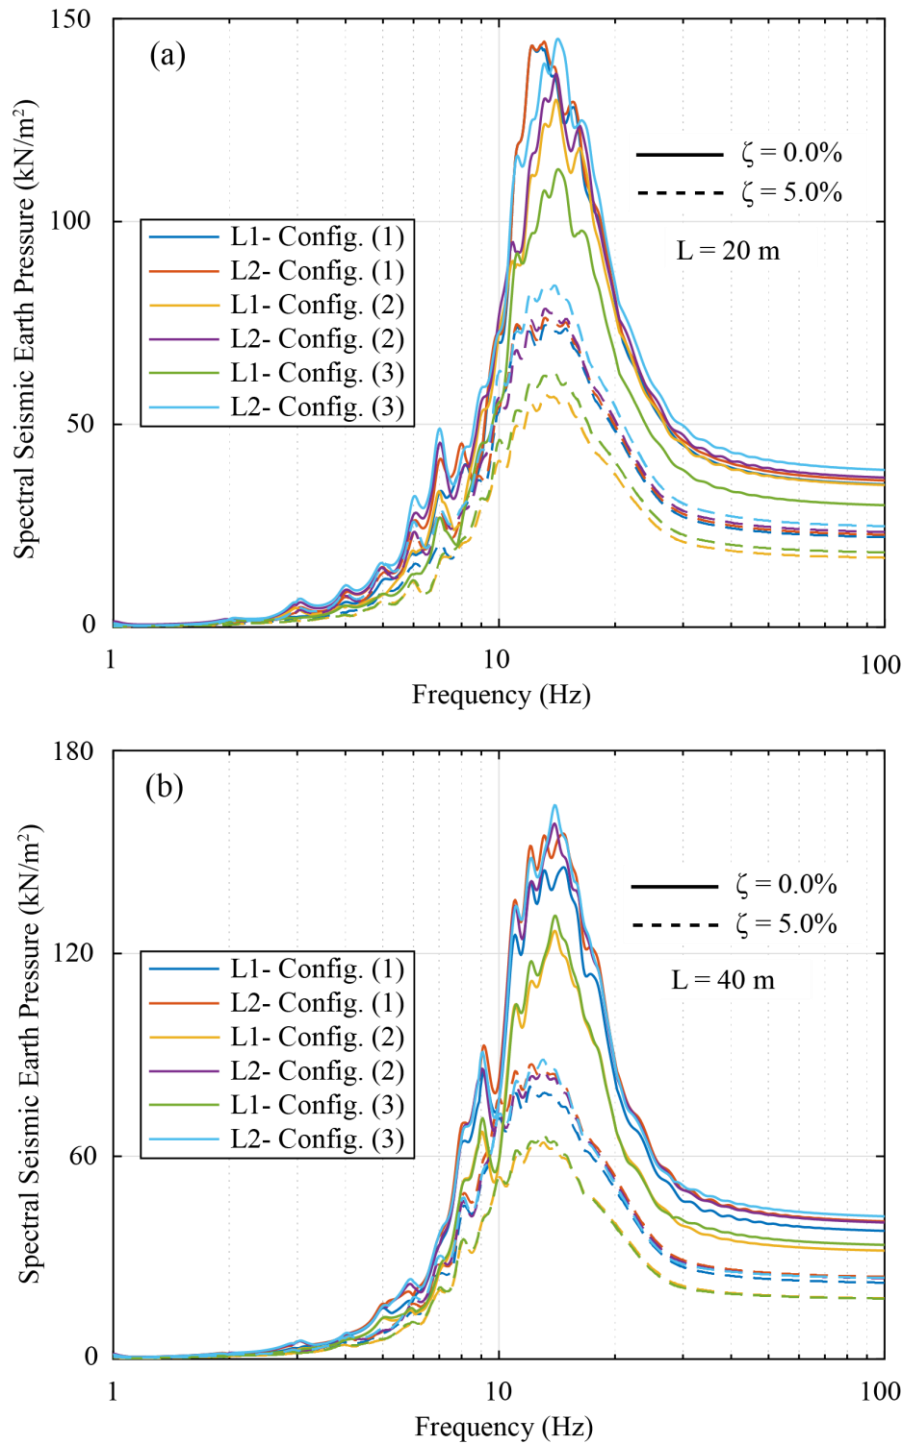 150
(a)
ζ = 0.0%
ζ = 5.0%
100
L = 20 m
L1- Config. (1)
L2- Config. (1)
L1- Config. (2)
L2- Config. (2)
L1- Config. (3)
L2- Config. (3)
50
0
1
10
100
Frequency (Hz)
Spectral Seismic Earth Pressure (kN/m²)
180
(b)
ζ = 0.0%
ζ = 5.0%
120
L = 40 m
L1- Config. (1)
L2- Config. (1)
L1- Config. (2)
L2- Config. (2)
L1- Config. (3)
L2- Config. (3)
60
0
1
10
100
Frequency (Hz)
Spectral Seismic Earth Pressure (kN/m²)